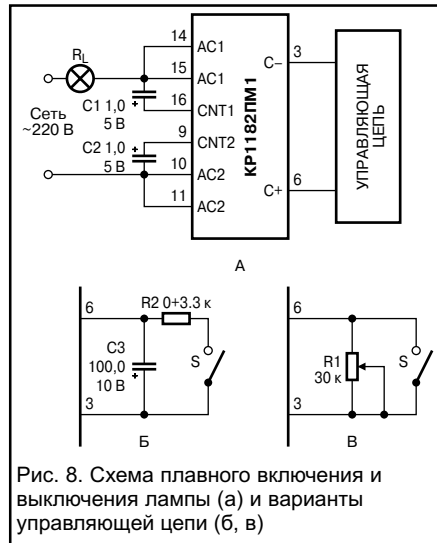 14
AC1
C–
3
RL
15
AC1
C1 1,0
5 В
+
16
CNT1
Сеть
~220 В
9
CNT2
C2 1,0
5 В
+
10
AC2
11
AC2
C+
6
КР1182ПМ1
УПРАВЛЯЮЩАЯ
ЦЕПЬ
А
6
R2 0+3.3 к
C3
100,0
10 В
+
S
3
Б
6
R1
30 к
S
3
В
Рис. 8. Схема плавного включения и
выключения лампы (а) и варианты
управляющей цепи (б, в)